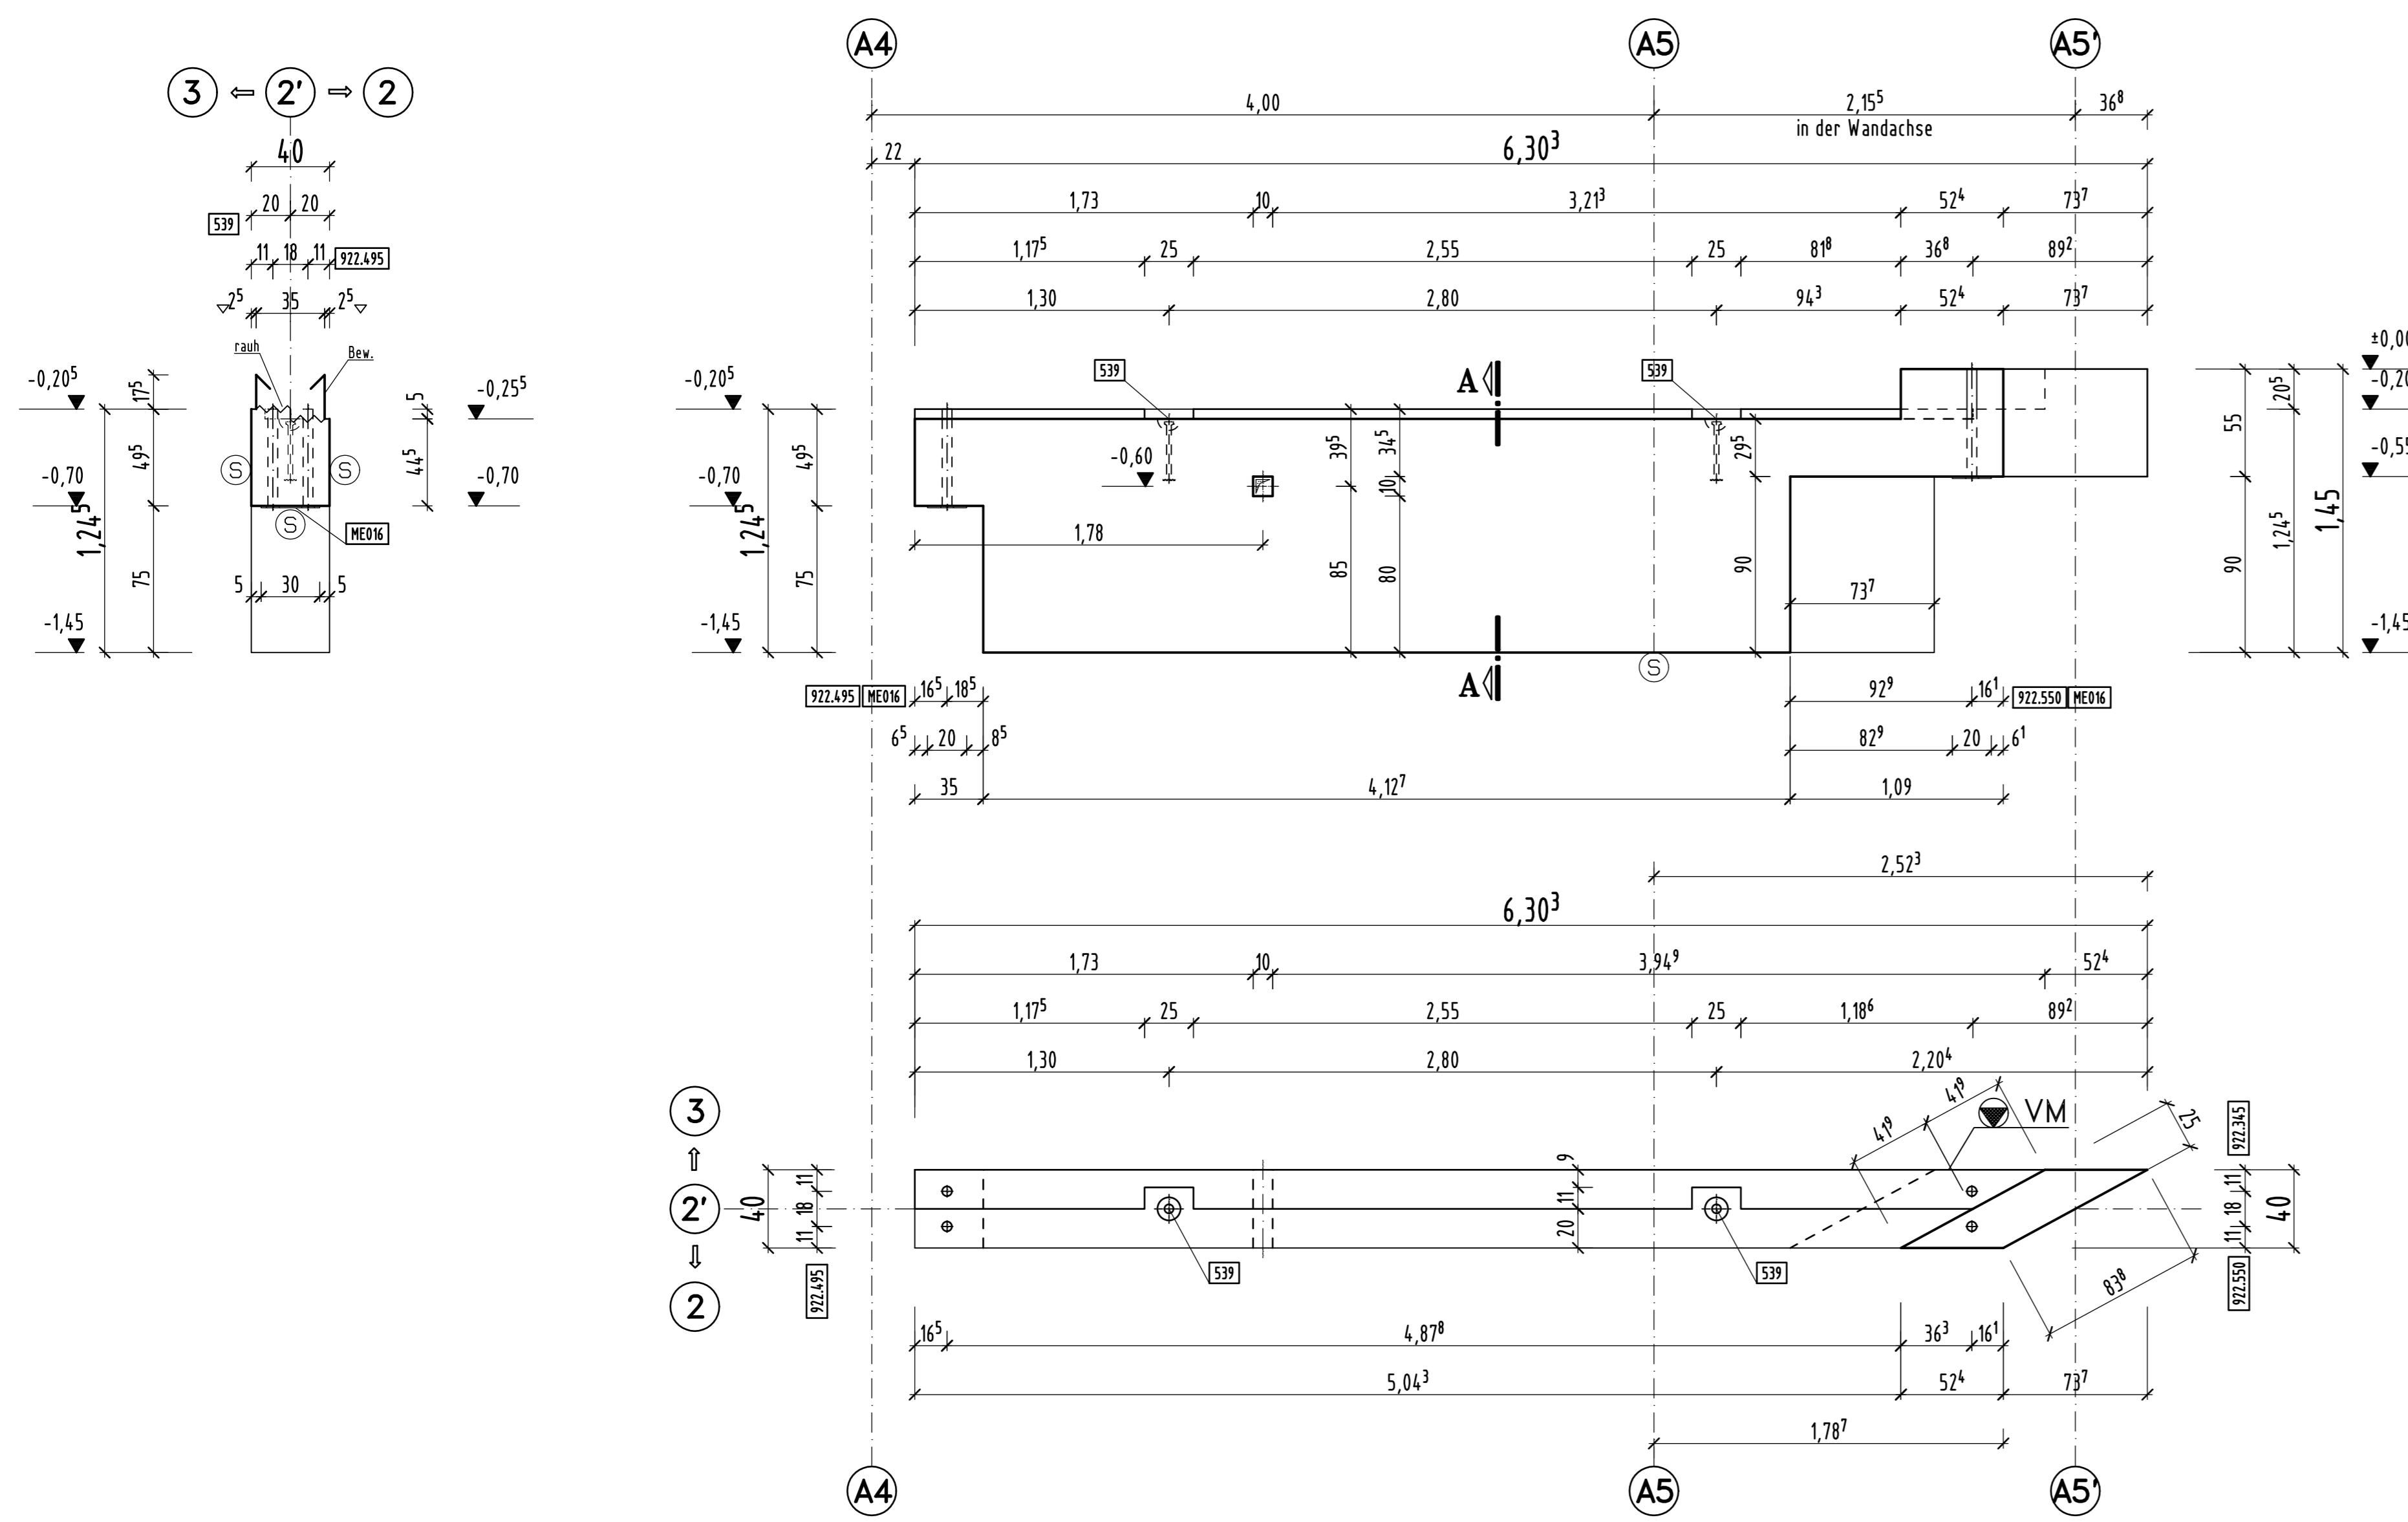 A4 A5 A5'
3 ⇐ 2' ⇒ 2
4,00 2,15⁵ 36⁸
in der Wandachse
40
22 6,30³
20 20
1,73 10 3,21³ 52⁴ 73⁷
539
11 18 11 922.495
1,17⁵ 25 2,55 25 81⁸ 36⁸ 89²
2⁵ 35 2⁵
1,30 2,80 94³ 52⁴ 73⁷
rauh Bew.
-0,20⁵ 17⁵ 5 -0,25⁵
-0,70 49⁵ 44⁵ -0,70
S S
S
ME016
1,24⁵ 75
5 30 5
-1,45
-0,20⁵
-0,70 49⁵
1,24⁵ 75
-1,45
539 A 539
-0,60 39⁵ 34⁵ 29⁵
10
1,78
85 80 90
73⁷
S
A
55 20⁵
1,24⁵ 1,45
90
922.495 ME016 16⁵ 18⁵ 92⁹ 16¹ 922.550 ME016
6⁵ 20 8⁵ 82⁹ 20 6¹
35 4,12⁷ 1,09
2,52³
6,30³
1,73 10 3,94⁹ 52⁴
1,17⁵ 25 2,55 25 1,18⁶ 89²
1,30 2,80 2,20⁴
41⁹ 41⁹ VM 25
3
⇑
2'
⇓
2
40 11 18 11
922.495
9 11 20
539 539
922.345
11 18 11 40
922.550
83⁸
16⁵ 4,87⁸ 36³ 16¹
5,04³ 52⁴ 73⁷
1,78⁷
A4 A5 A5'